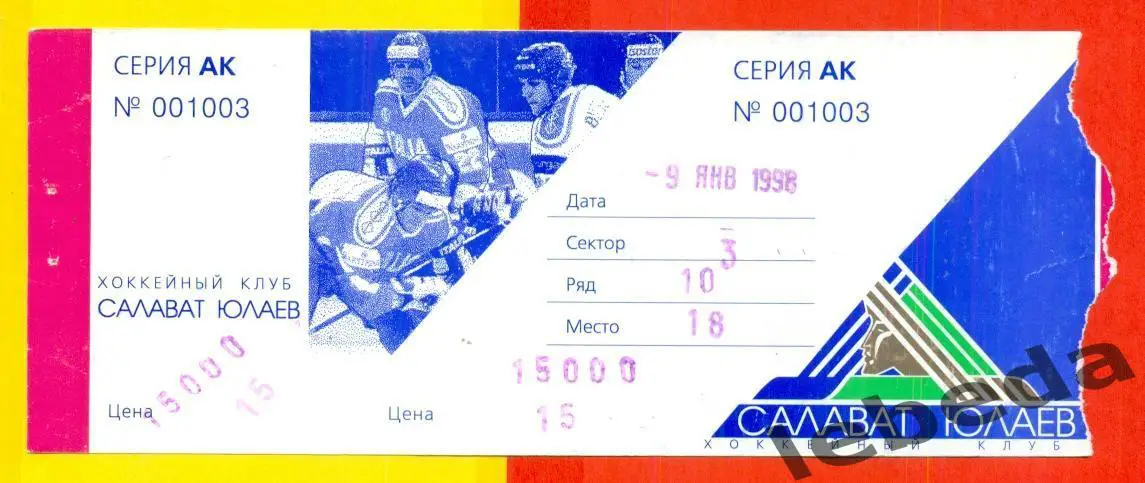 СЕРИЯ АК
№ 001003
ХОККЕЙНЫЙ КЛУБ
САЛАВАТ ЮЛАЕВ
15000
15
Цена
ITALIA
СЕРИЯ АК
№ 001003
-9 ЯНВ 1998
Дата
Сектор 3
Ряд 10
Место 18
15000
Цена 15
САЛАВАТ ЮЛАЕВ
ХОККЕЙНЫЙ КЛУБ
lebeda